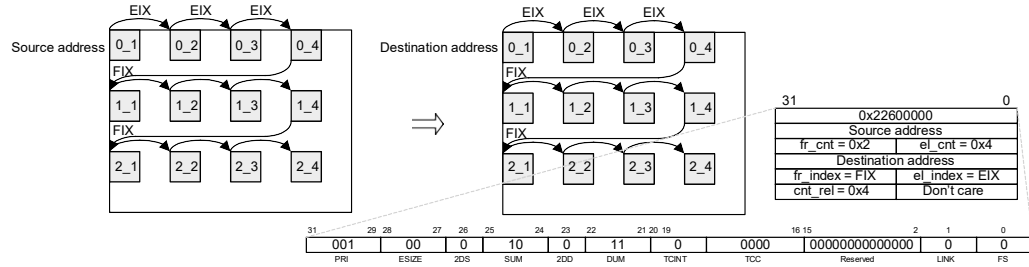 EIX EIX EIX EIX EIX EIX
Source address 0_1 0_2 0_3 0_4 Destination address 0_1 0_2 0_3 0_4
FIX FIX
1_1 1_2 1_3 1_4 1_1 1_2 1_3 1_4
FIX FIX
2_1 2_2 2_3 2_4 2_1 2_2 2_3 2_4
31 0
0x22600000
Source address
fr_cnt = 0x2 el_cnt = 0x4
Destination address
fr_index = FIX el_index = EIX
cnt_rel = 0x4 Don't care
31 29 28 27 26 25 24 23 22 21 20 19 16 15 2 1 0
001 00 0 10 0 11 0 0000 00000000000000 0 0
PRI ESIZE 2DS SUM 2DD DUM TCINT TCC Reserved LINK FS